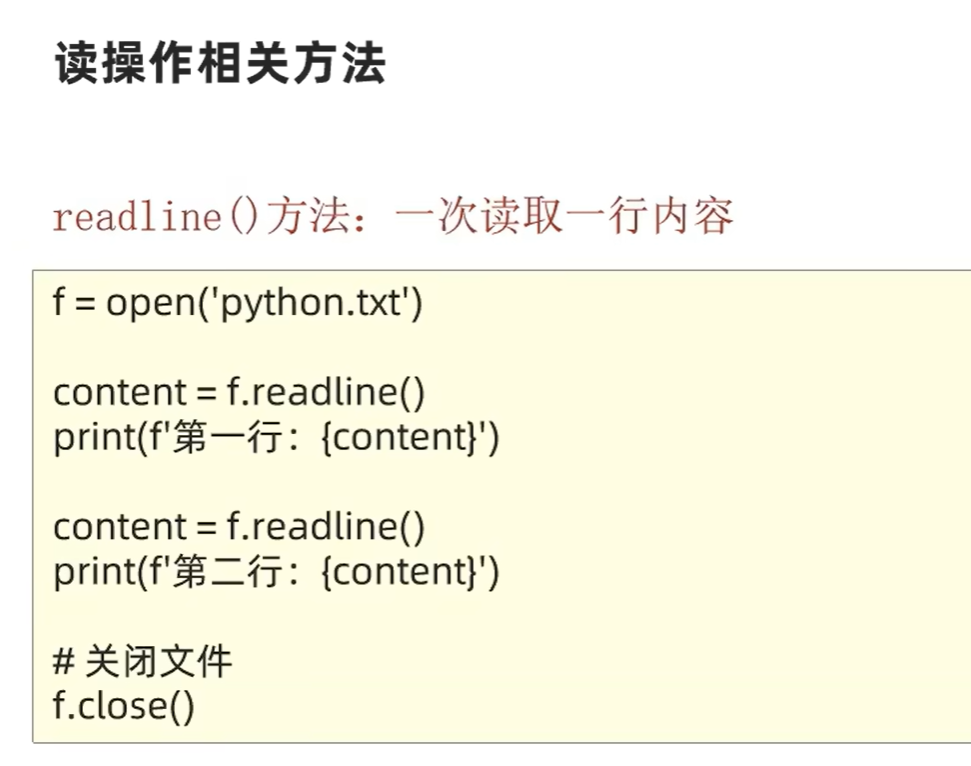 读操作相关方法
readline()方法：一次读取一行内容
f = open('python.txt')
content = f.readline()
print(f'第一行：{content}')
content = f.readline()
print(f'第二行：{content}')
# 关闭文件
f.close()